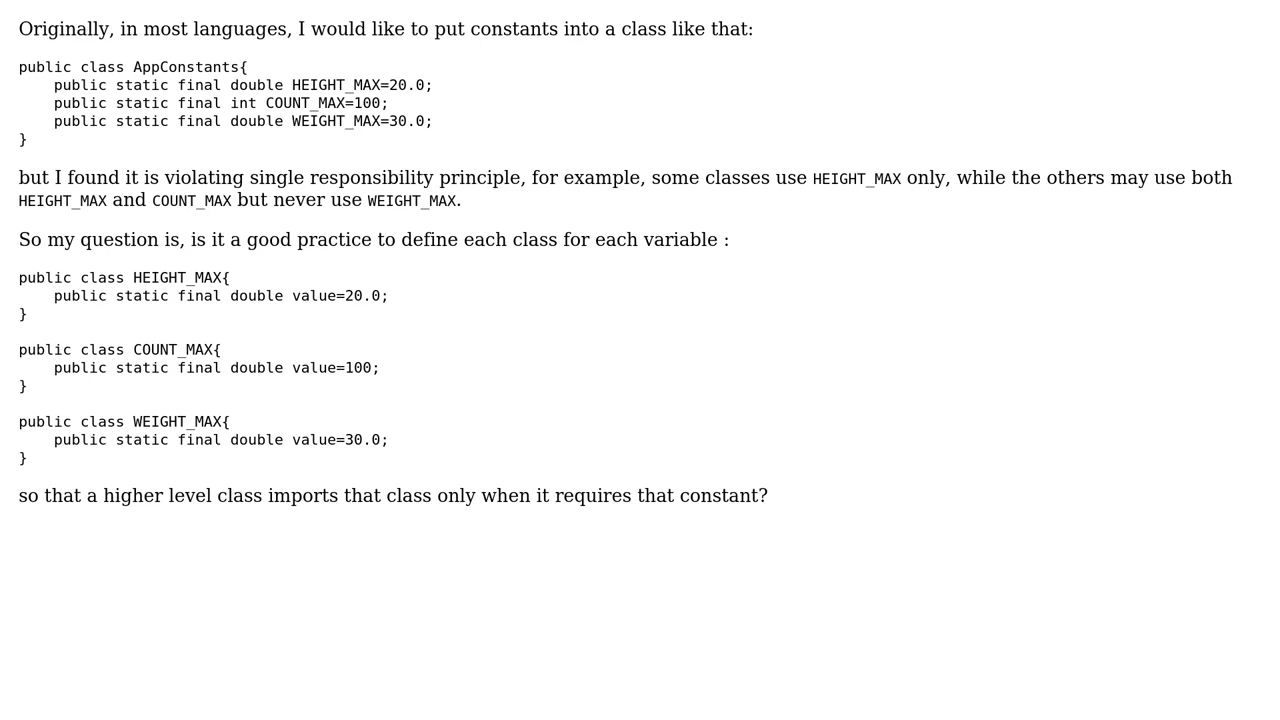 Originally, in most languages, I would like to put constants into a class like that:
public class AppConstants{
    public static final double HEIGHT_MAX=20.0;
    public static final int COUNT_MAX=100;
    public static final double WEIGHT_MAX=30.0;
}
but I found it is violating single responsibility principle, for example, some classes use HEIGHT_MAX only, while the others may use both
HEIGHT_MAX and COUNT_MAX but never use WEIGHT_MAX.
So my question is, is it a good practice to define each class for each variable :
public class HEIGHT_MAX{
    public static final double value=20.0;
}
public class COUNT_MAX{
    public static final double value=100;
}
public class WEIGHT_MAX{
    public static final double value=30.0;
}
so that a higher level class imports that class only when it requires that constant?